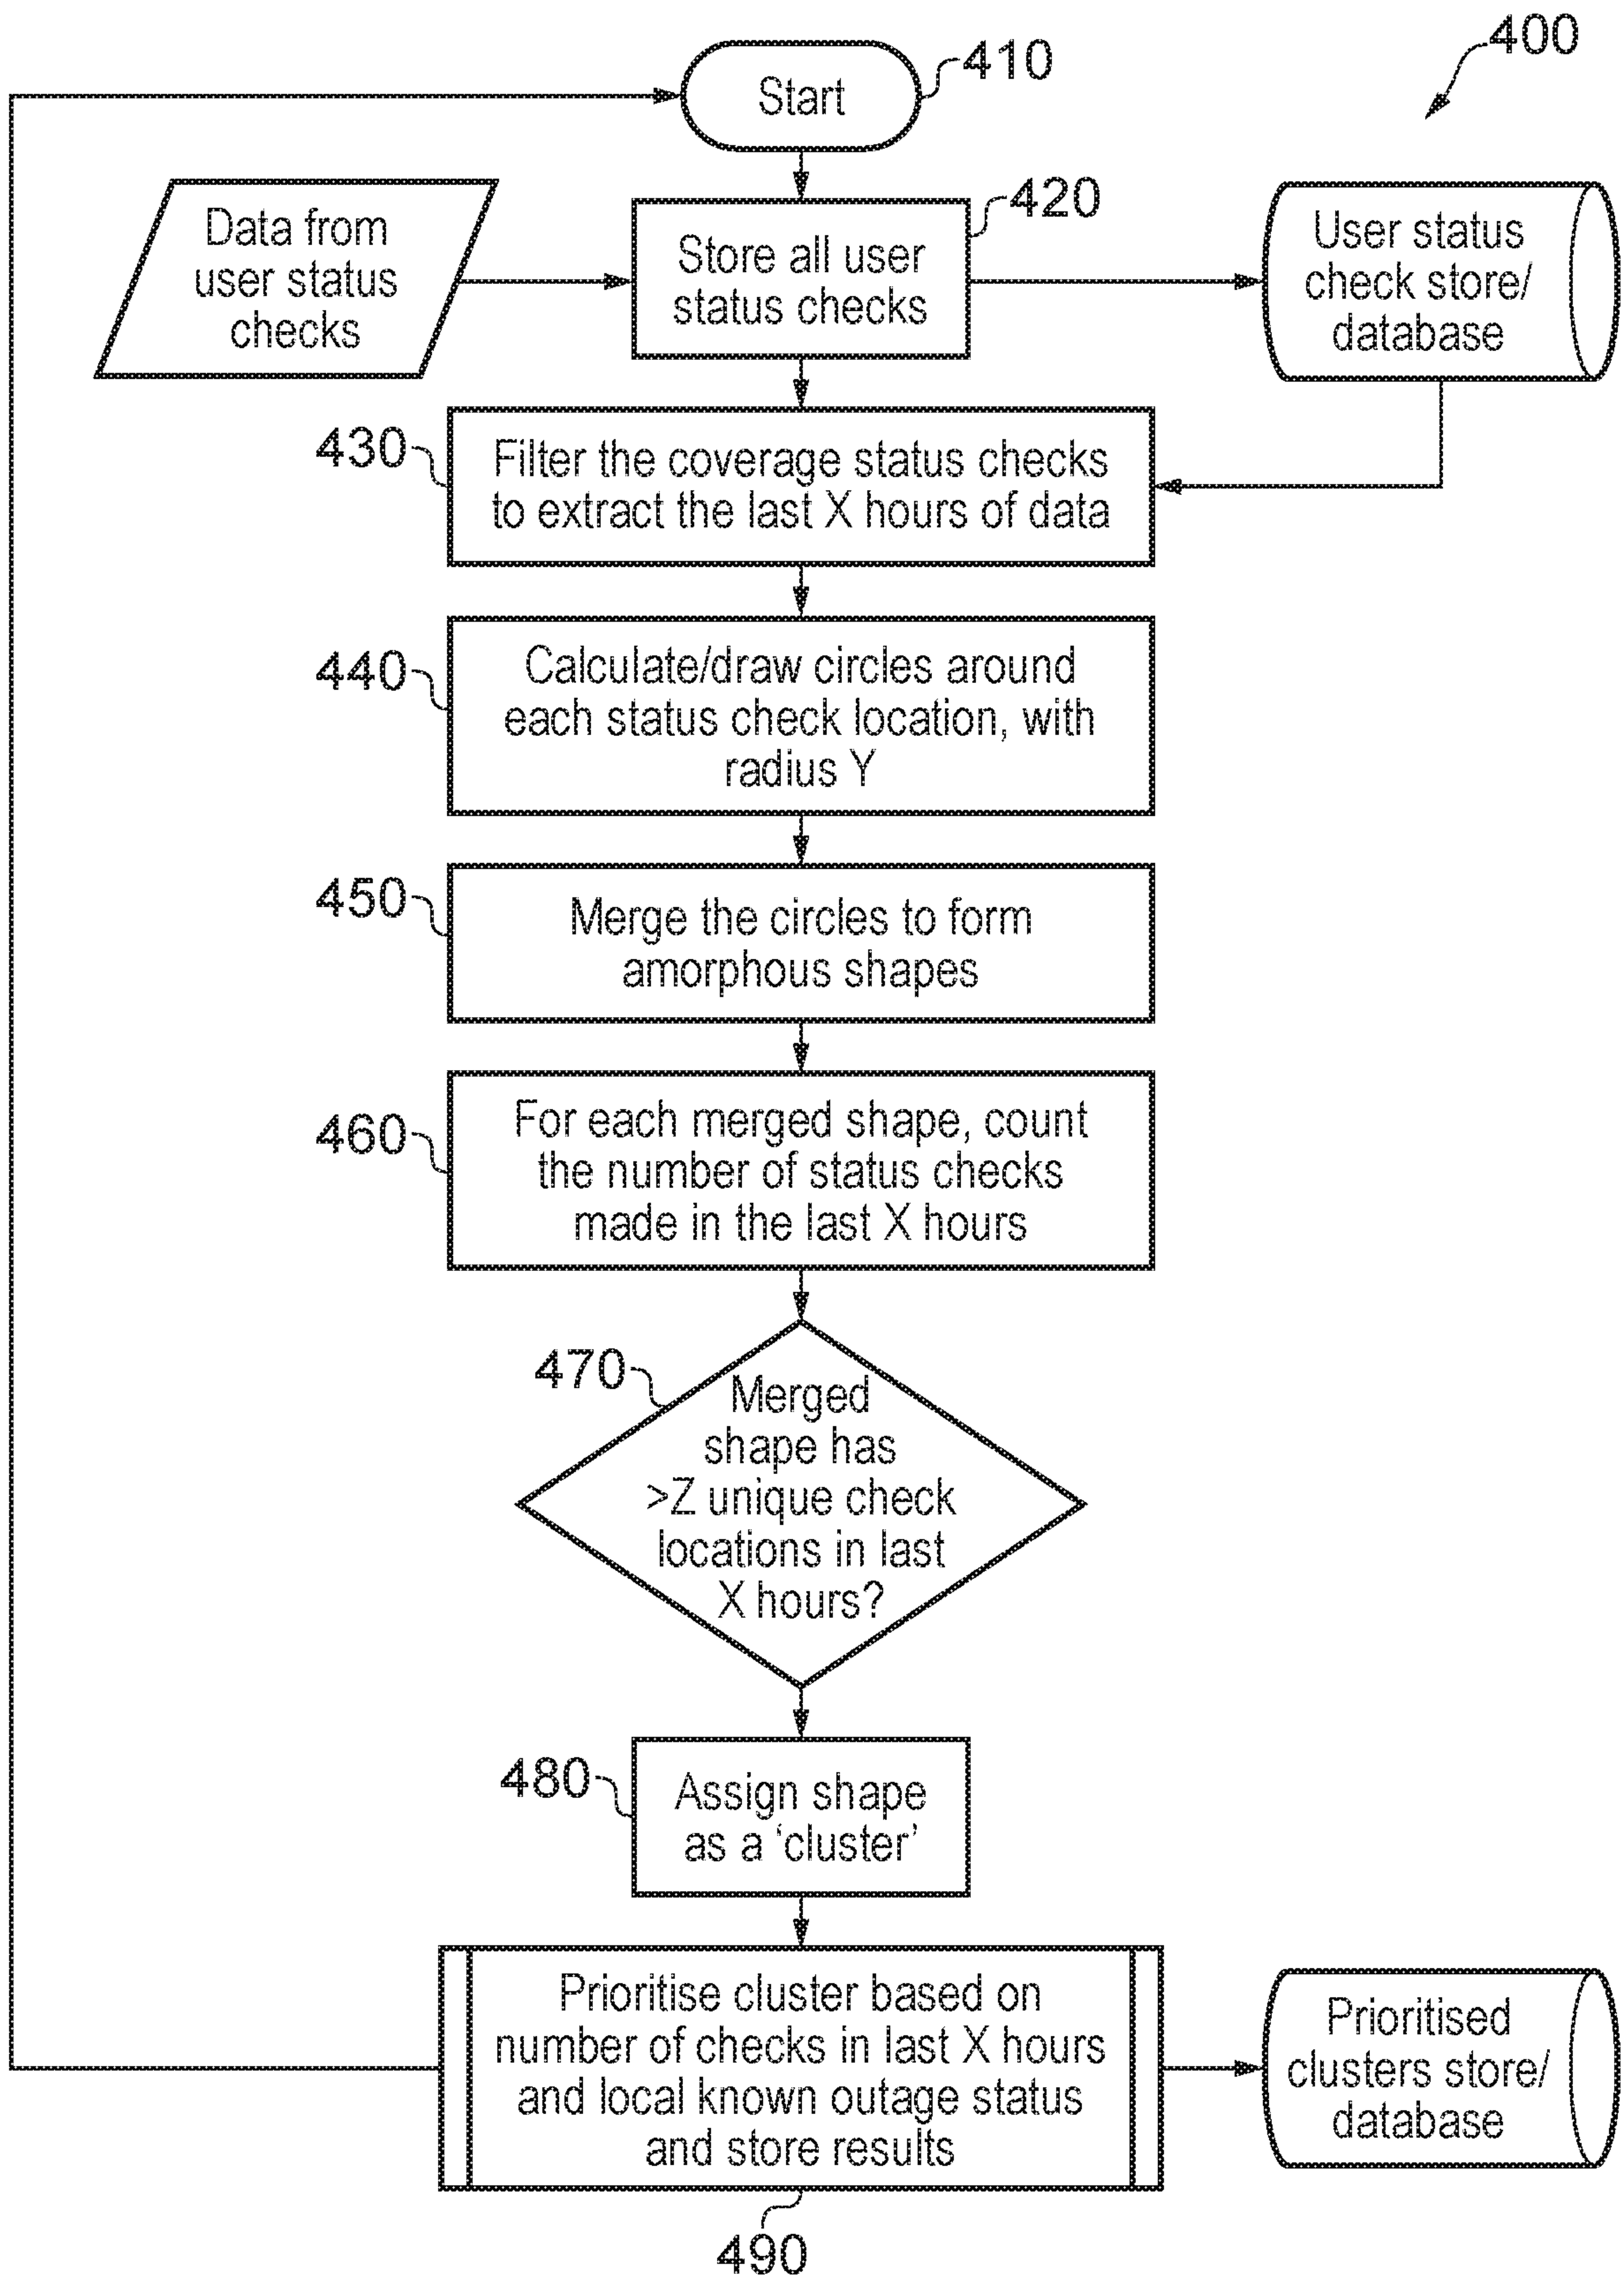 400
410
Start
Data from
user status
checks
420
Store all user
status checks
User status
check store/
database
430
Filter the coverage status checks
to extract the last X hours of data
440
Calculate/draw circles around
each status check location, with
radius Y
450
Merge the circles to form
amorphous shapes
460
For each merged shape, count
the number of status checks
made in the last X hours
470
Merged
shape has
>Z unique check
locations in last
X hours?
480
Assign shape
as a ‘cluster’
Prioritise cluster based on
number of checks in last X hours
and local known outage status
and store results
490
Prioritised
clusters store/
database